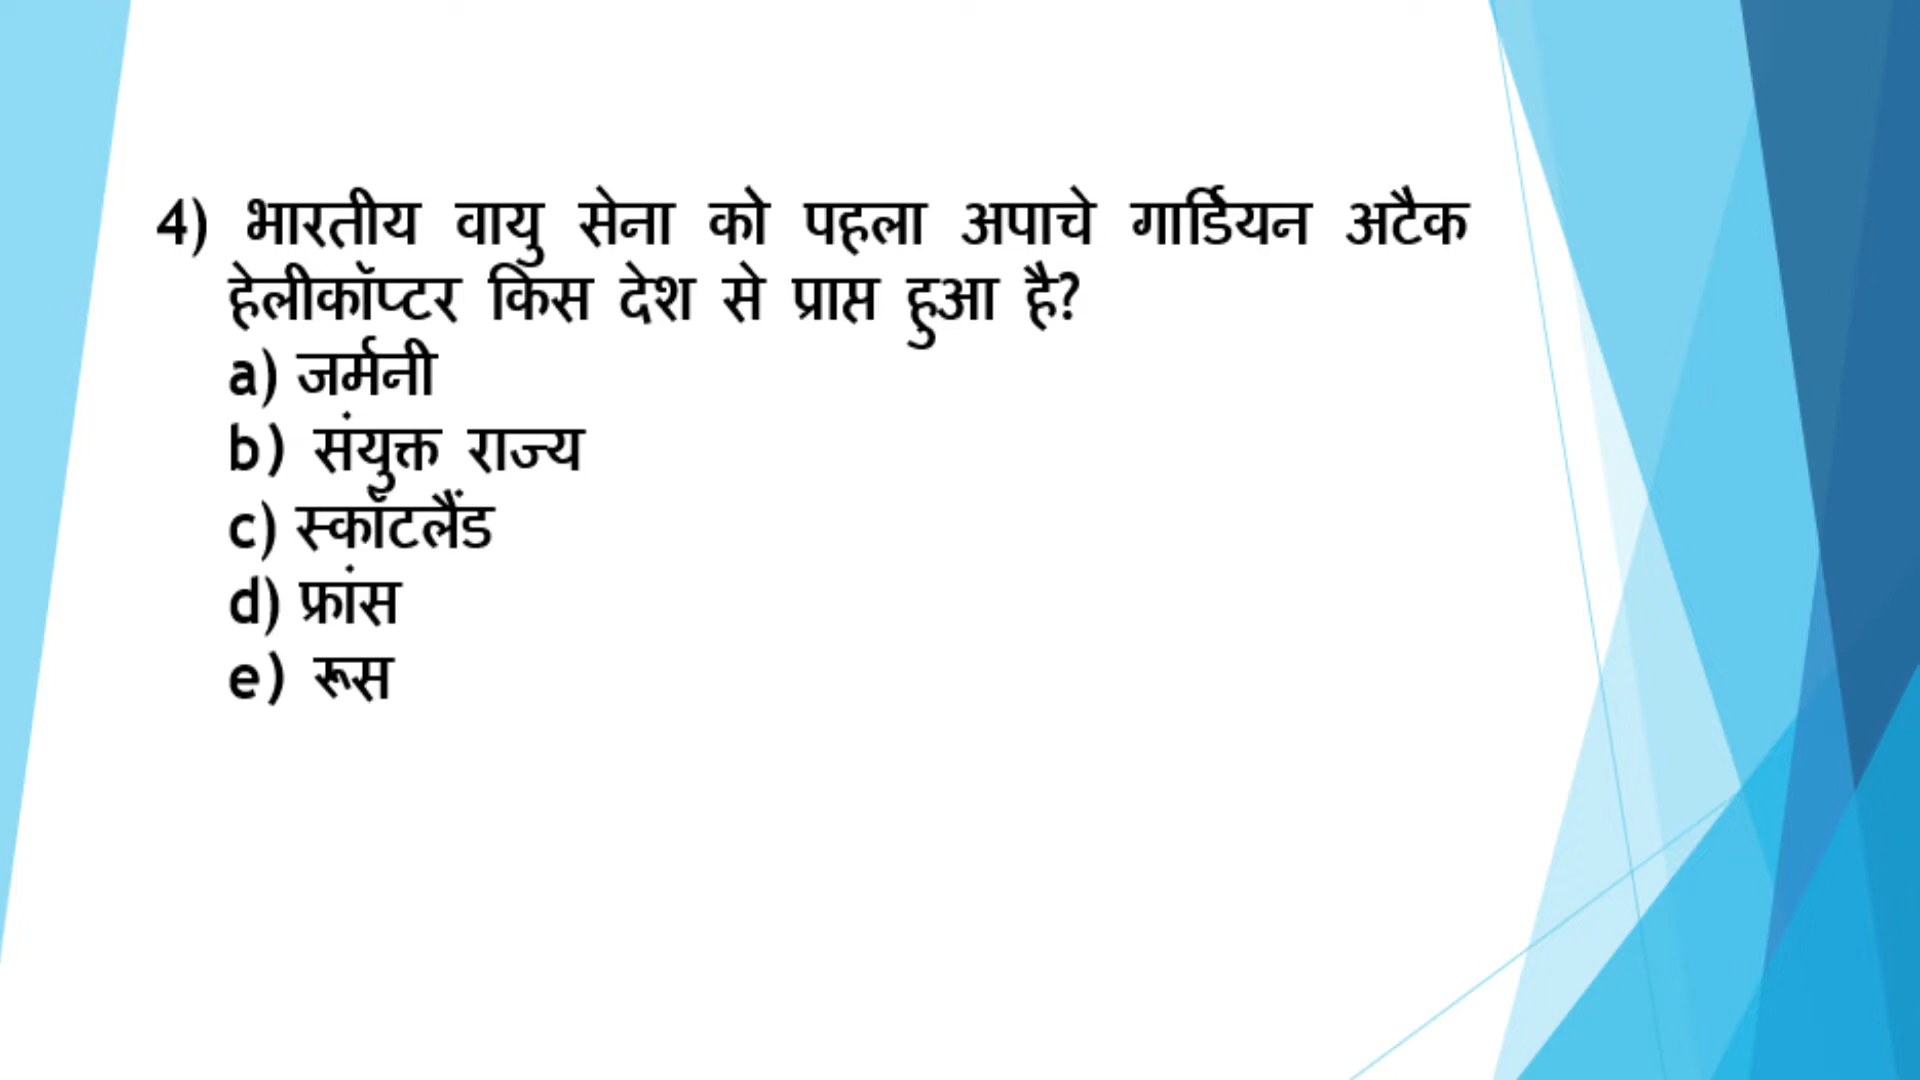 4) भारतीय वायु सेना को पहला अपाचे गार्डियन अटैक
हेलीकॉप्टर किस देश से प्राप्त हुआ है?
a) जर्मनी
b) संयुक्त राज्य
c) स्कॉटलैंड
d) फ्रांस
e) रूस